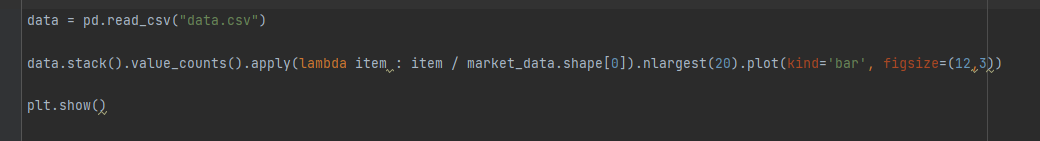 data = pd.read_csv("data.csv")
data.stack().value_counts().apply(lambda item : item / market_data.shape[0]).nlargest(20).plot(kind='bar', figsize=(12,3))
plt.show()